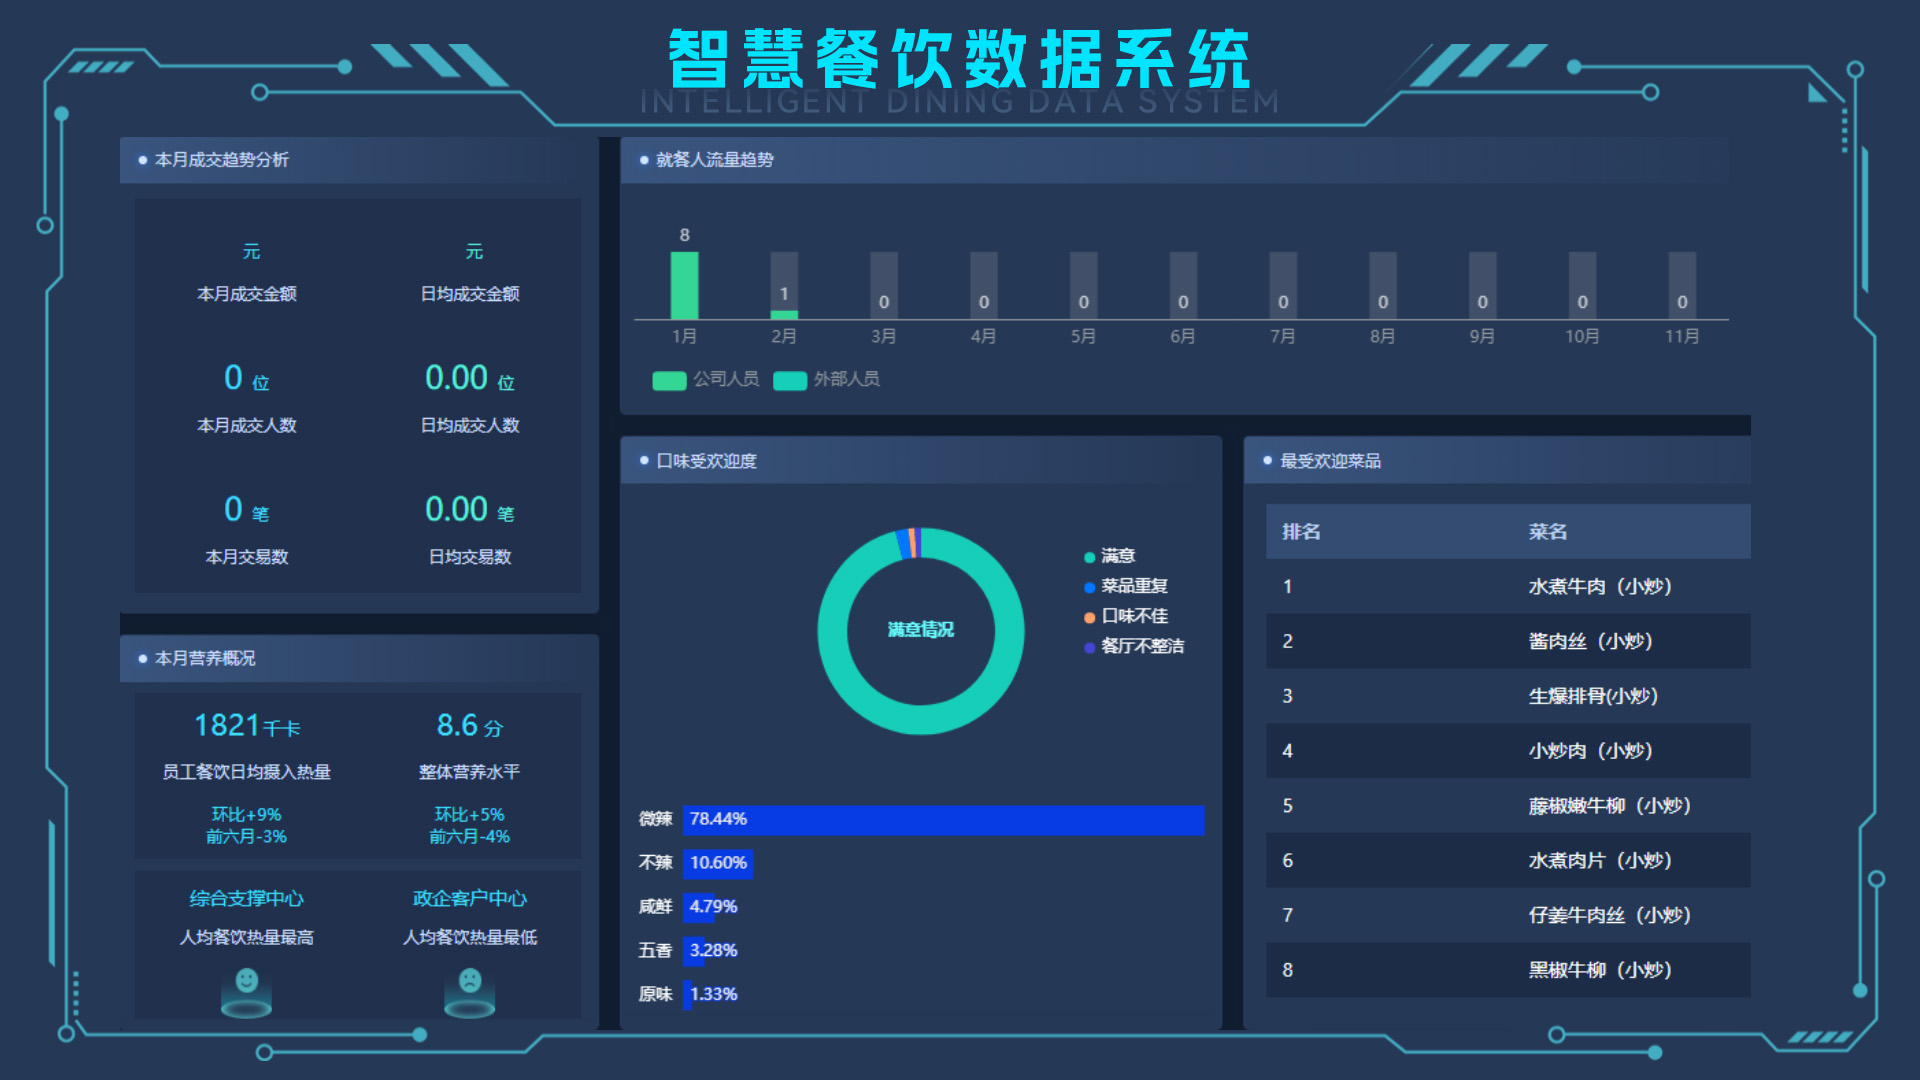 智慧餐饮数据系统
INTELLIGENT DINING DATA SYSTEM
本月成交趋势分析
元 元
本月成交金额 日均成交金额
0 位 0.00 位
本月成交人数 日均成交人数
0 笔 0.00 笔
本月交易数 日均交易数
本月营养概况
1821千卡 8.6 分
员工餐饮日均摄入热量 整体营养水平
环比+9% 环比+5%
前六月-3% 前六月-4%
综合支撑中心 政企客户中心
人均餐饮热量最高 人均餐饮热量最低
就餐人流量趋势
8 1 0 0 0 0 0 0 0 0 0
1月 2月 3月 4月 5月 6月 7月 8月 9月 10月 11月
公司人员 外部人员
口味受欢迎度
满意情况
满意
菜品重复
口味不佳
餐厅不整洁
微辣 78.44%
不辣 10.60%
咸鲜 4.79%
五香 3.28%
原味 1.33%
最受欢迎菜品
排名 菜名
1 水煮牛肉（小炒）
2 酱肉丝（小炒）
3 生爆排骨(小炒)
4 小炒肉（小炒）
5 藤椒嫩牛柳（小炒）
6 水煮肉片（小炒）
7 仔姜牛肉丝（小炒）
8 黑椒牛柳（小炒）